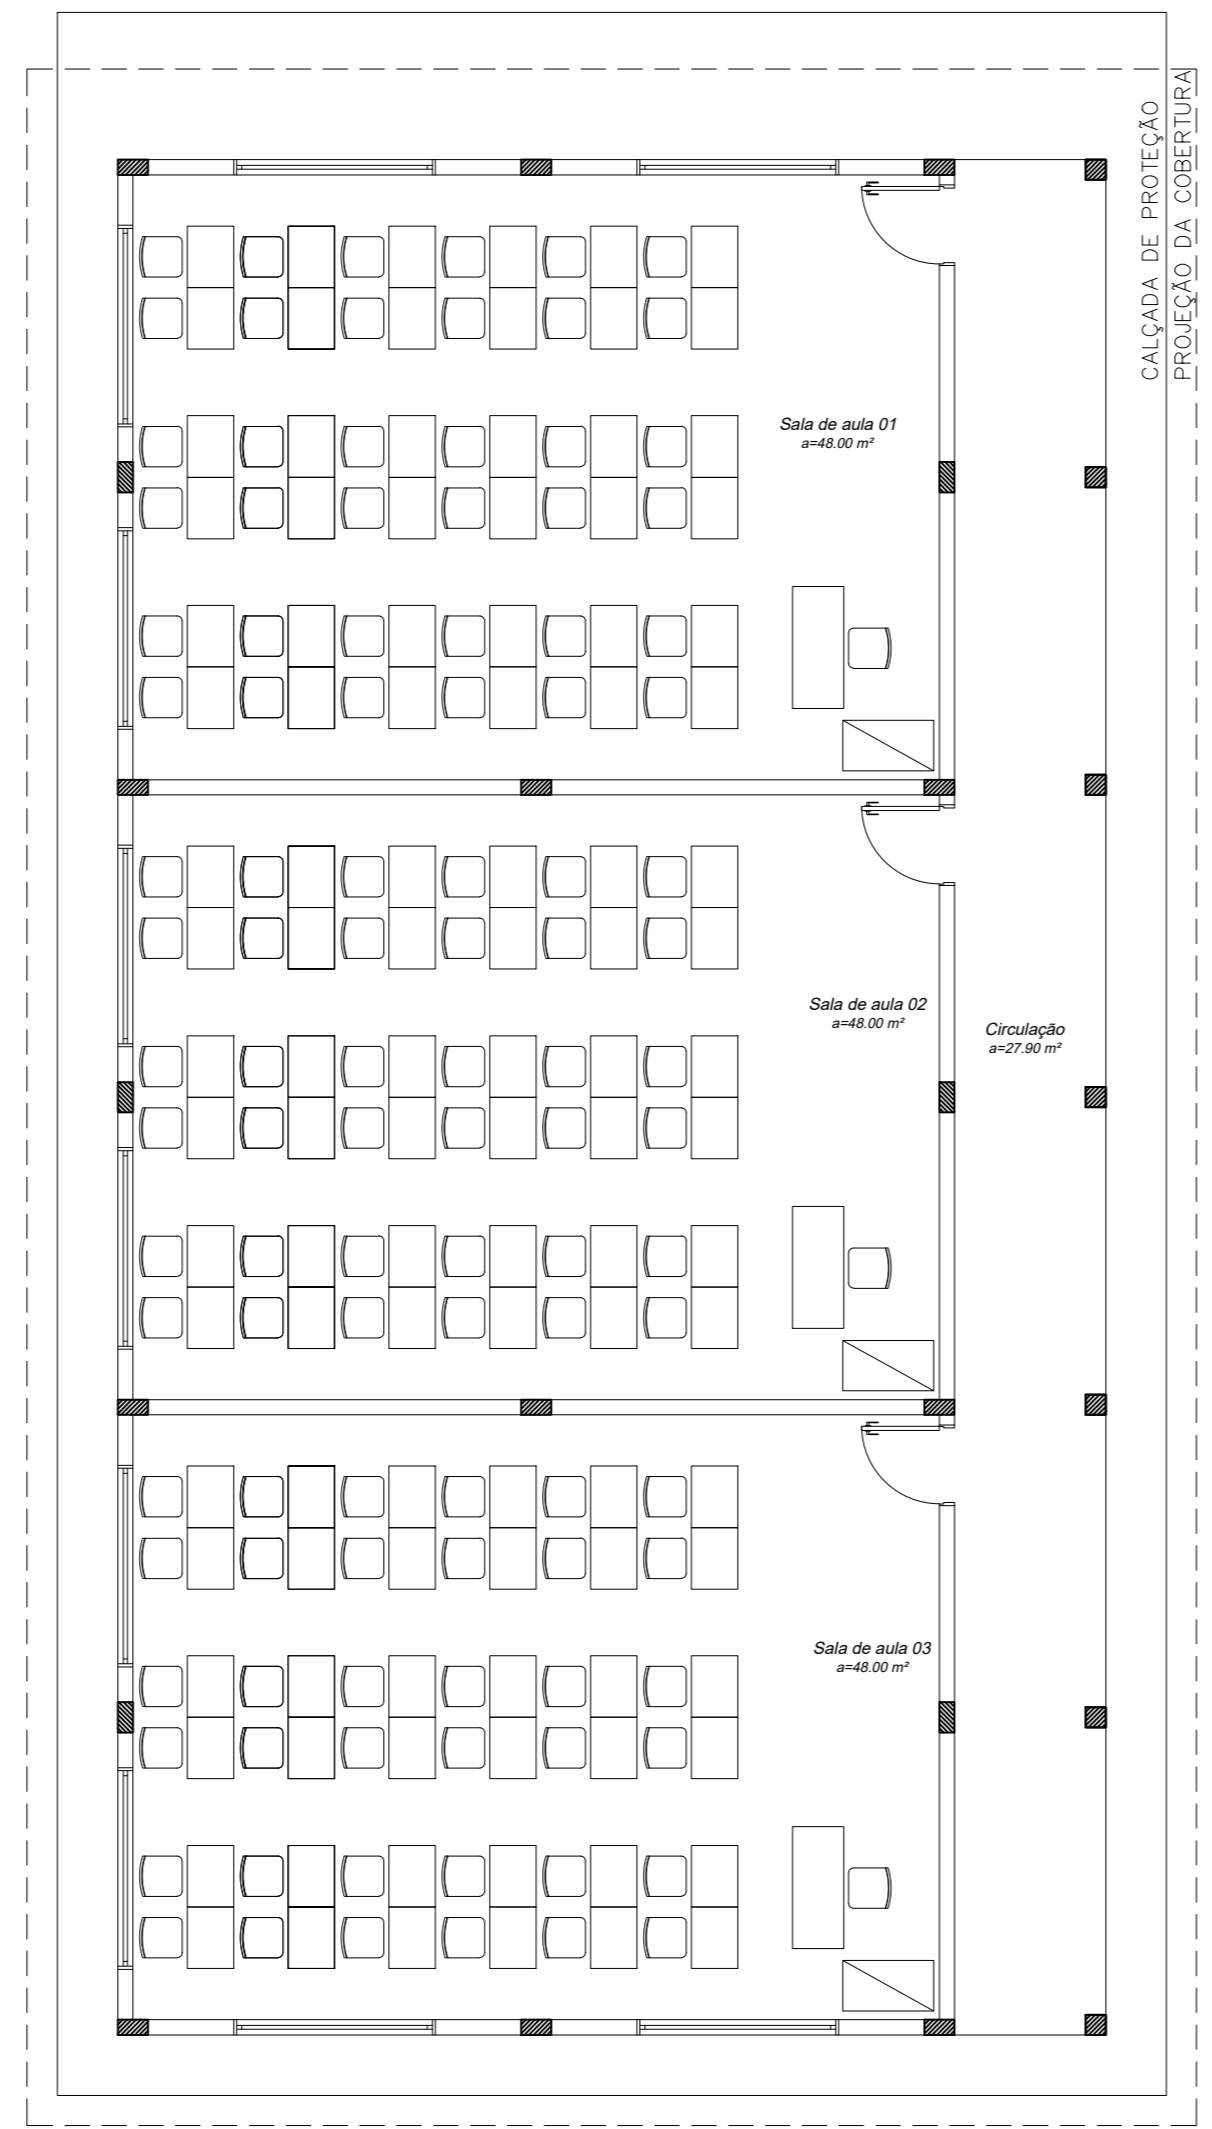 CALÇADA DE PROTEÇÃO
PROJEÇÃO DA COBERTURA
Sala de aula 01
a=48.00 m²
Sala de aula 02
a=48.00 m²
Circulação
a=27.90 m²
Sala de aula 03
a=48.00 m²